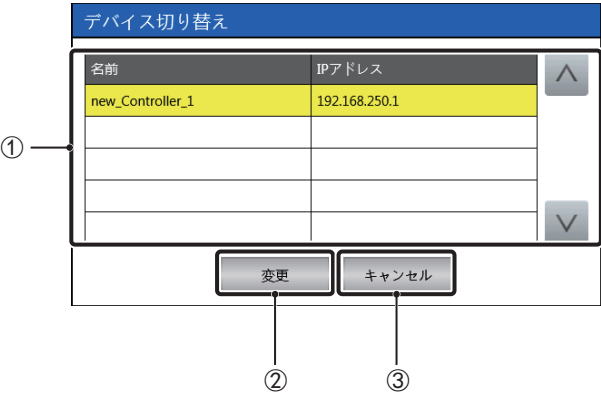 デバイス切り替え
名前 IPアドレス
new_Controller_1 192.168.250.1
①
変更 キャンセル
② ③